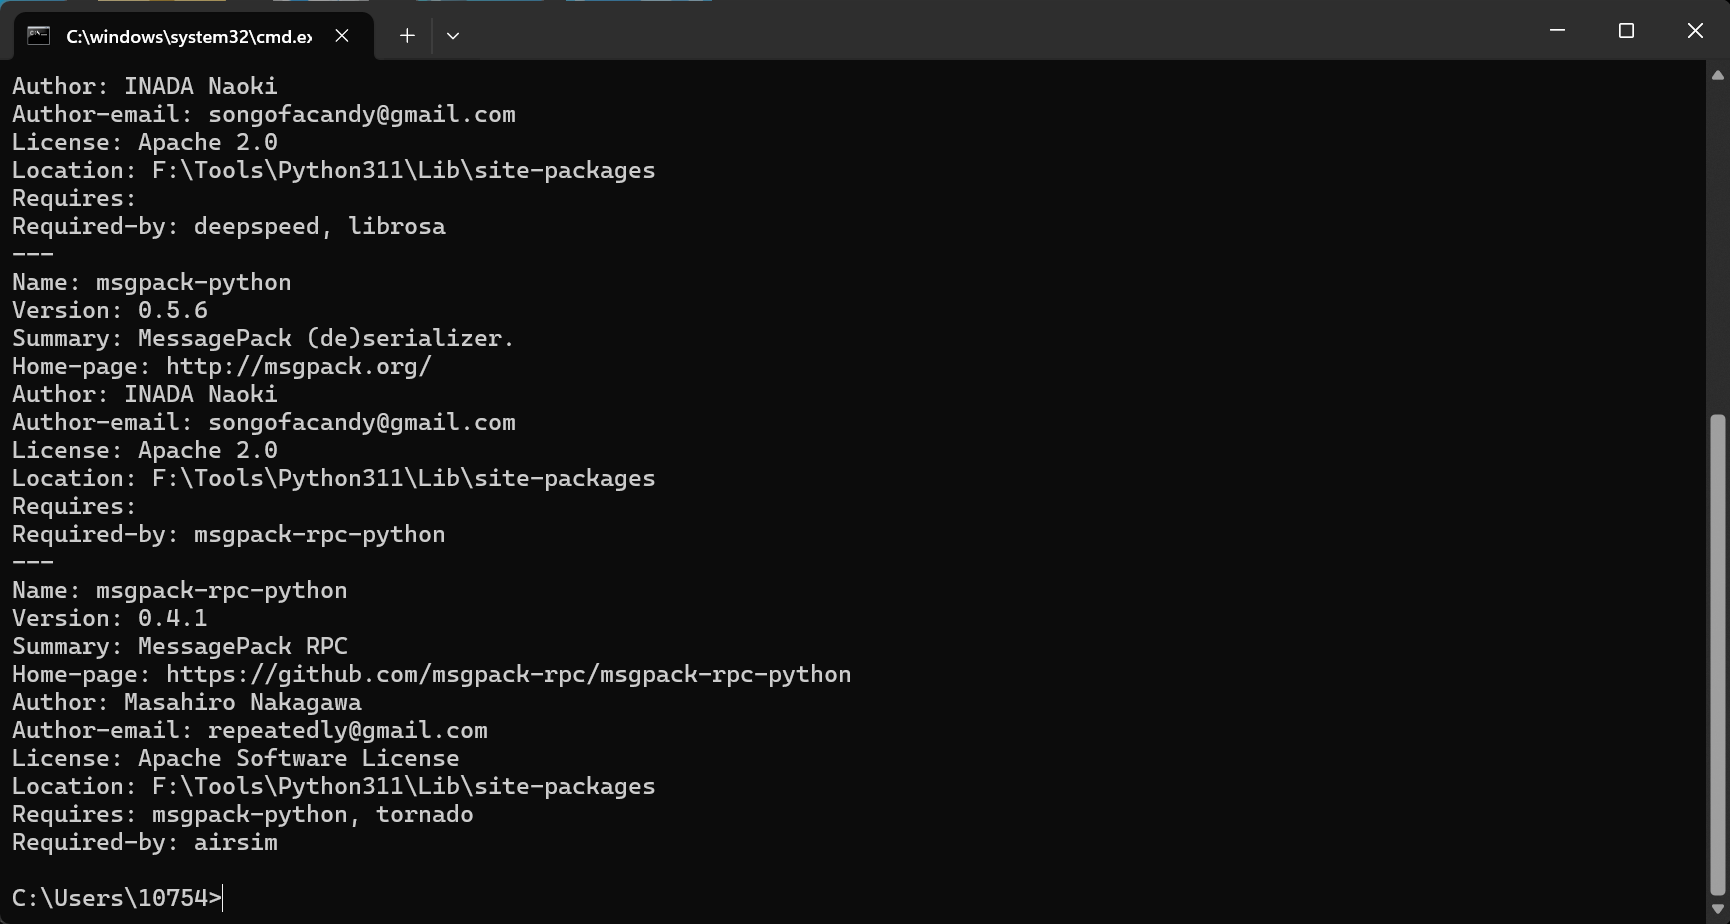 C:\windows\system32\cmd.ex
Author: INADA Naoki
Author-email: songofacandy@gmail.com
License: Apache 2.0
Location: F:\Tools\Python311\Lib\site-packages
Requires:
Required-by: deepspeed, librosa
---
Name: msgpack-python
Version: 0.5.6
Summary: MessagePack (de)serializer.
Home-page: http://msgpack.org/
Author: INADA Naoki
Author-email: songofacandy@gmail.com
License: Apache 2.0
Location: F:\Tools\Python311\Lib\site-packages
Requires:
Required-by: msgpack-rpc-python
---
Name: msgpack-rpc-python
Version: 0.4.1
Summary: MessagePack RPC
Home-page: https://github.com/msgpack-rpc/msgpack-rpc-python
Author: Masahiro Nakagawa
Author-email: repeatedly@gmail.com
License: Apache Software License
Location: F:\Tools\Python311\Lib\site-packages
Requires: msgpack-python, tornado
Required-by: airsim
C:\Users\10754>